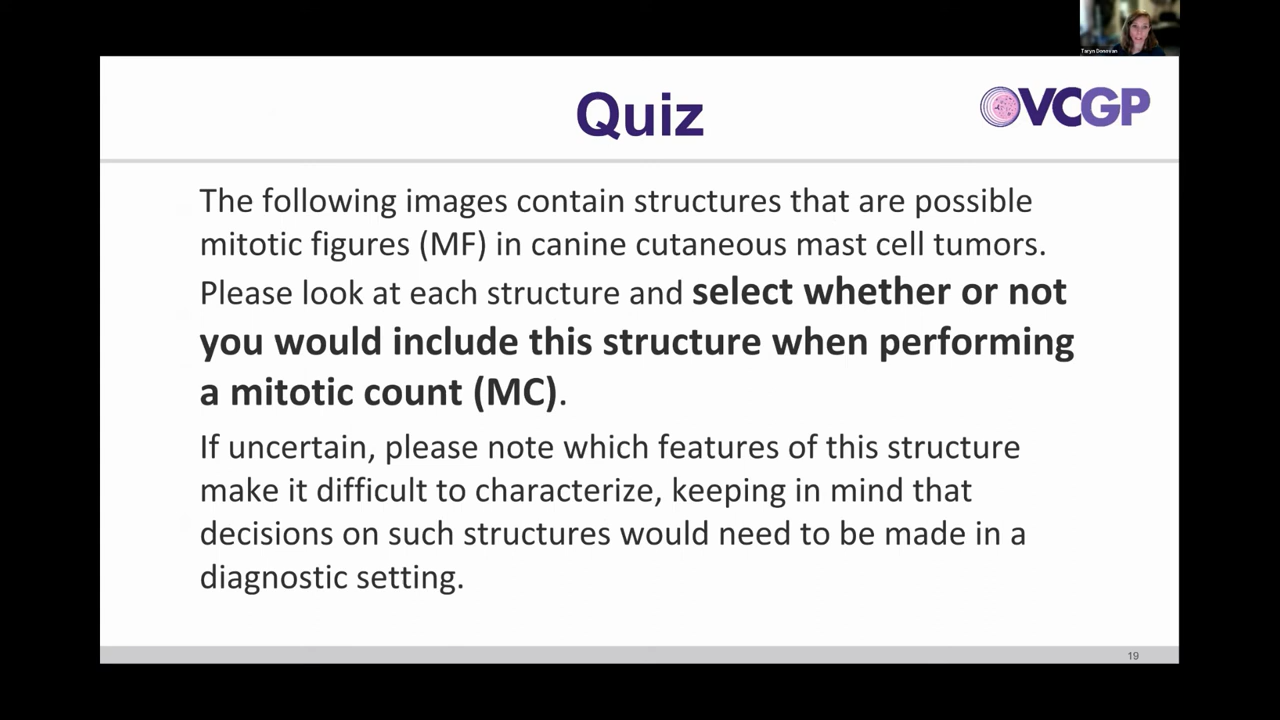 Taryn Donovan
Quiz
VCGP
The following images contain structures that are possible
mitotic figures (MF) in canine cutaneous mast cell tumors.
Please look at each structure and select whether or not
you would include this structure when performing
a mitotic count (MC).
If uncertain, please note which features of this structure
make it difficult to characterize, keeping in mind that
decisions on such structures would need to be made in a
diagnostic setting.
19